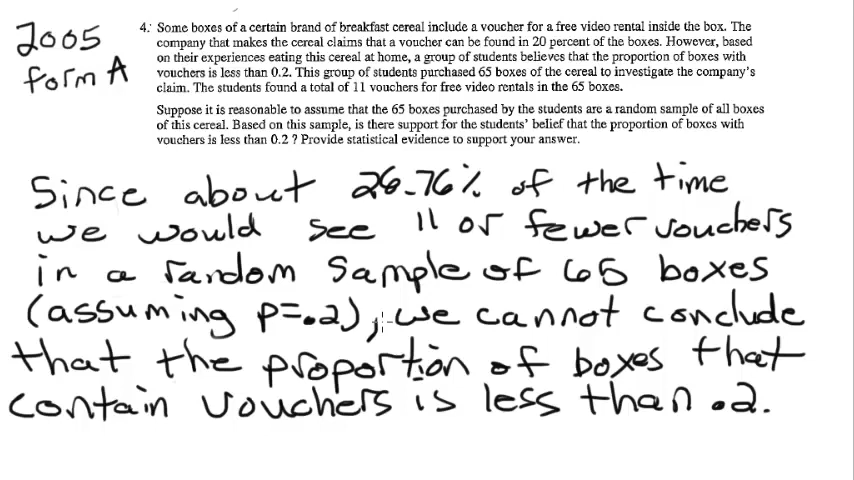 2005
form A
4. Some boxes of a certain brand of breakfast cereal include a voucher for a free video rental inside the box. The
company that makes the cereal claims that a voucher can be found in 20 percent of the boxes. However, based
on their experiences eating this cereal at home, a group of students believes that the proportion of boxes with
vouchers is less than 0.2. This group of students purchased 65 boxes of the cereal to investigate the company's
claim. The students found a total of 11 vouchers for free video rentals in the 65 boxes.
Suppose it is reasonable to assume that the 65 boxes purchased by the students are a random sample of all boxes
of this cereal. Based on this sample, is there support for the students' belief that the proportion of boxes with
vouchers is less than 0.2 ? Provide statistical evidence to support your answer.
Since about 26.76% of the time
we would see 11 or fewer vouchers
in a random sample of 65 boxes
(assuming p=.2), we cannot conclude
that the proportion of boxes that
contain vouchers is less than .2.